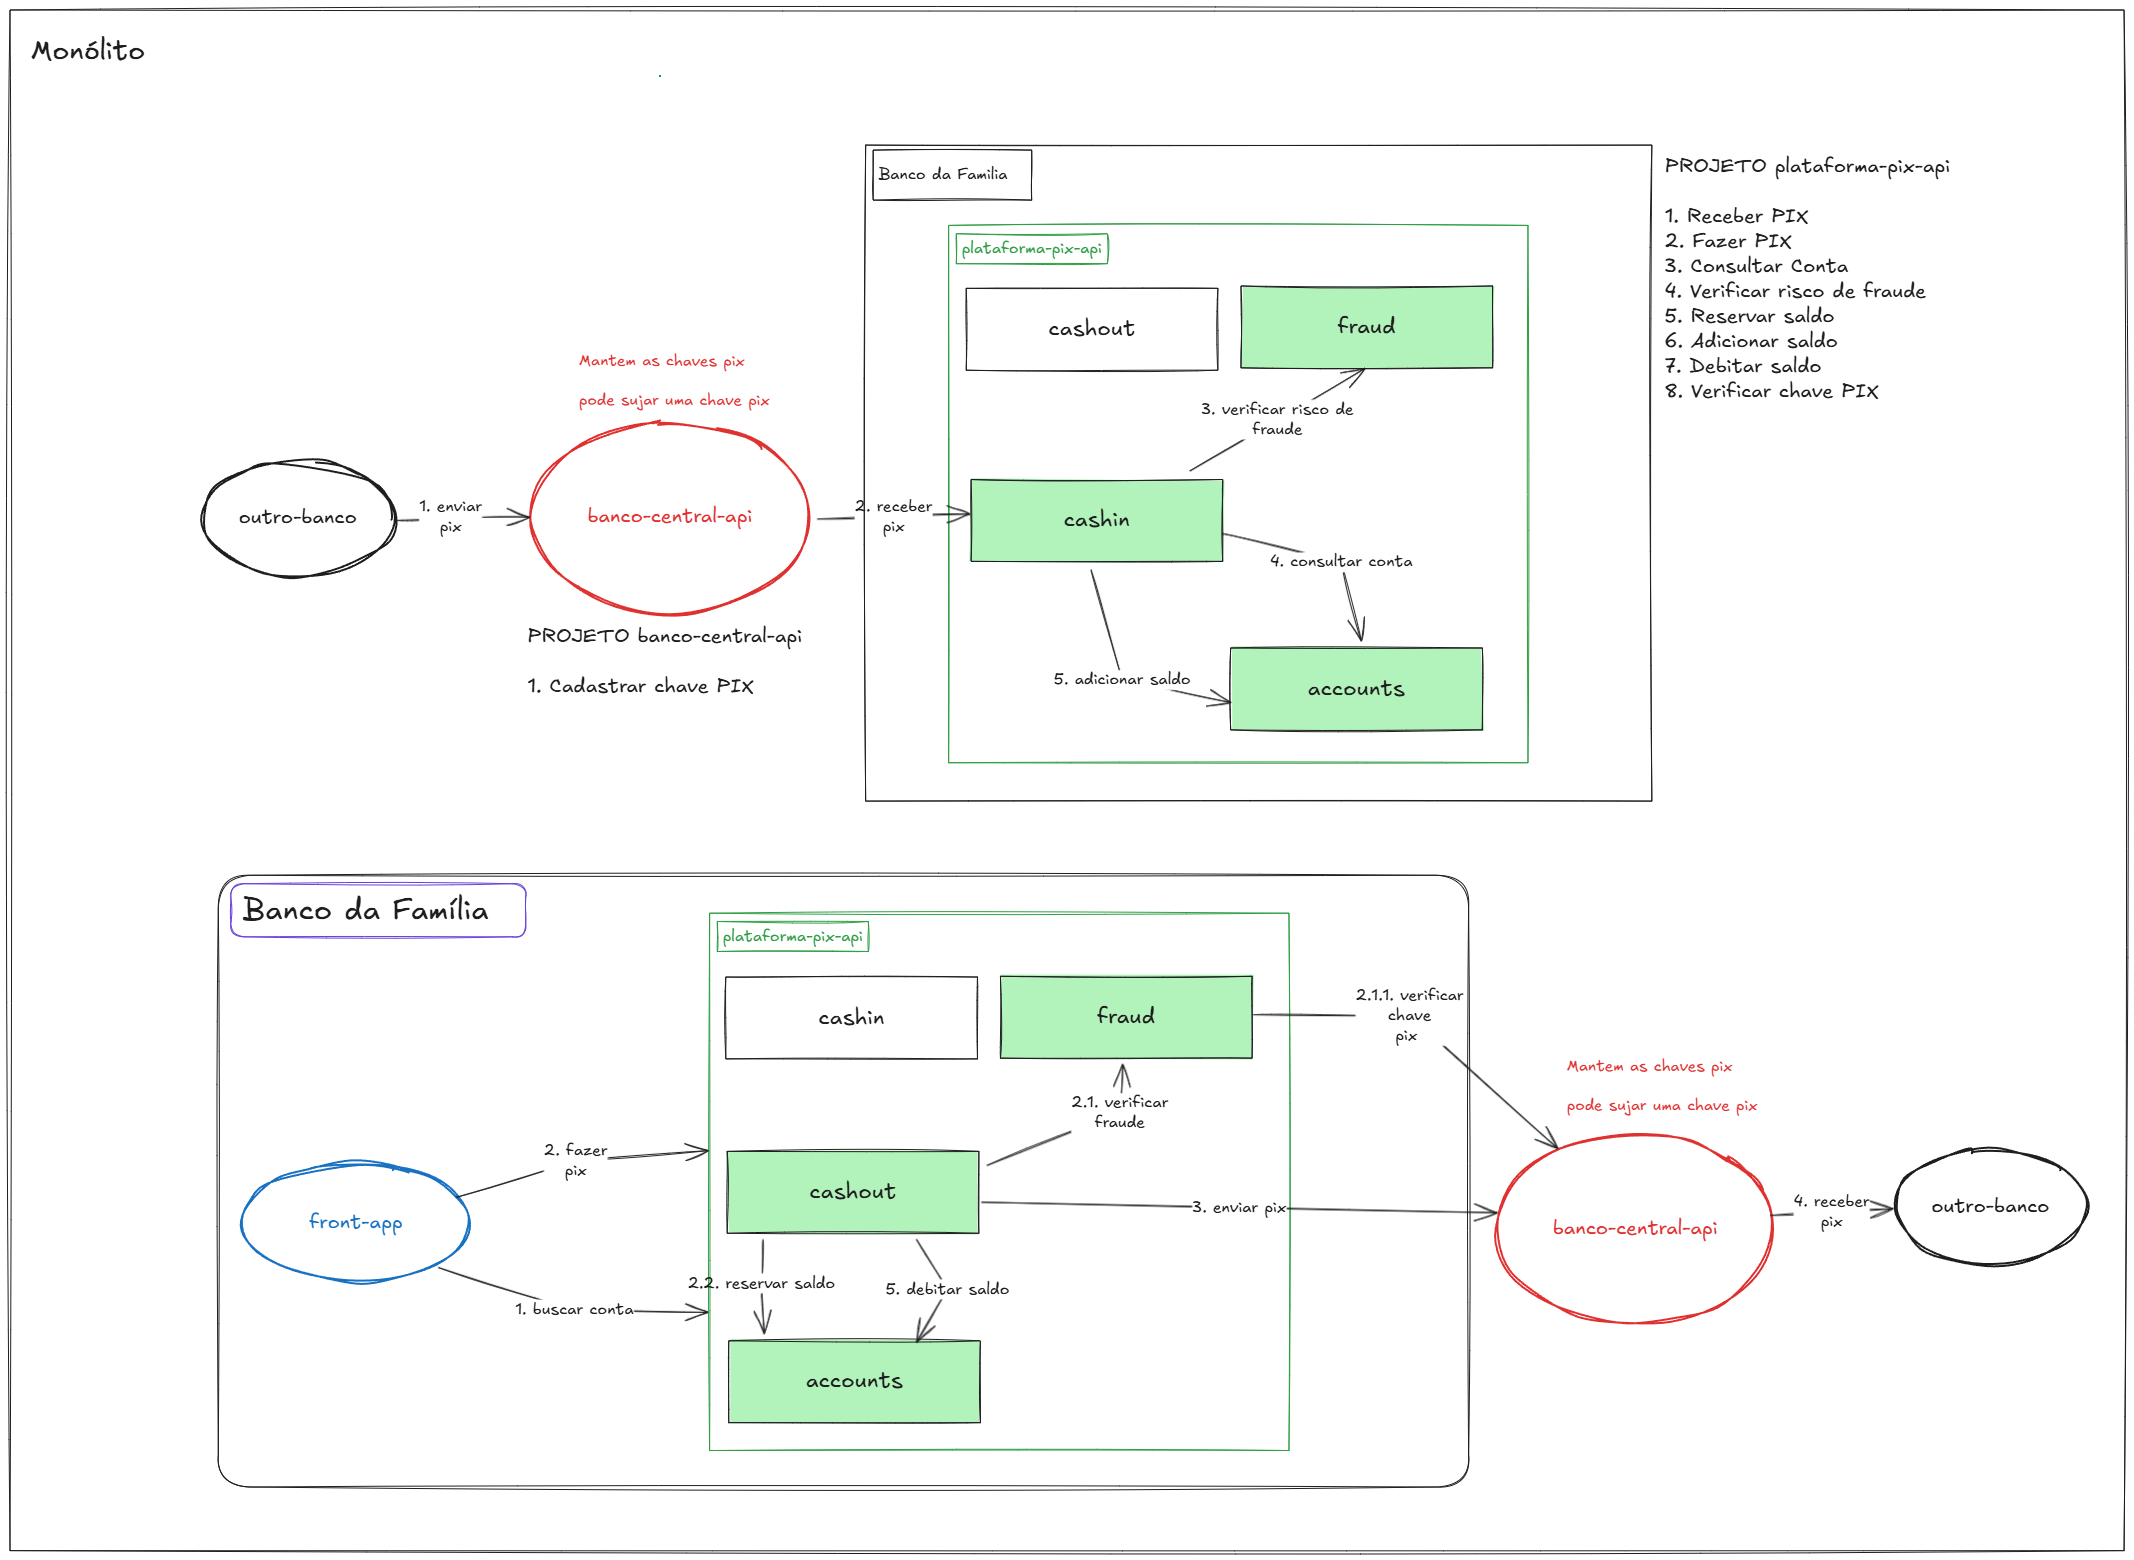 Monólito
Banco da Familia
plataforma-pix-api
cashout
fraud
3. verificar risco de
fraude
Mantem as chaves pix
pode sujar uma chave pix
outro-banco
1. enviar
pix
banco-central-api
2. receber
pix
cashin
4. consultar conta
5. adicionar saldo
accounts
PROJETO banco-central-api
1. Cadastrar chave PIX
PROJETO plataforma-pix-api
1. Receber PIX
2. Fazer PIX
3. Consultar Conta
4. Verificar risco de fraude
5. Reservar saldo
6. Adicionar saldo
7. Debitar saldo
8. Verificar chave PIX
Banco da Família
plataforma-pix-api
cashin
fraud
2.1.1. verificar
chave
pix
2.1. verificar
fraude
Mantem as chaves pix
pode sujar uma chave pix
2. fazer
pix
front-app
cashout
3. enviar pix
banco-central-api
4. receber
pix
outro-banco
1. buscar conta
2.2. reservar saldo
5. debitar saldo
accounts